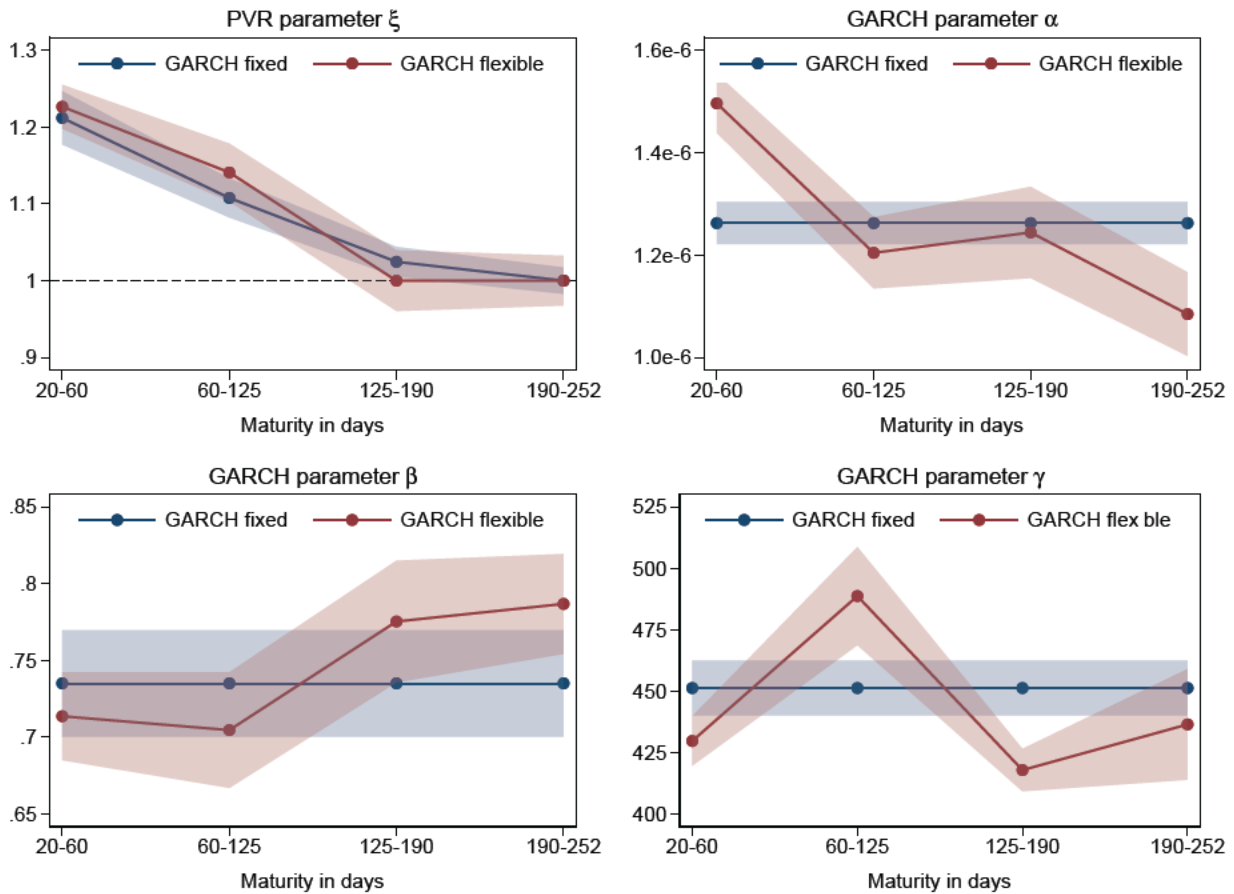 PVR parameter ξ
GARCH fixed GARCH flexible
1.3
1.2
1.1
1
.9
20-60 60-125 125-190 190-252
Maturity in days
GARCH parameter α
GARCH fixed GARCH flexible
1.6e-6
1.4e-6
1.2e-6
1.0e-6
20-60 60-125 125-190 190-252
Maturity in days
GARCH parameter β
GARCH fixed GARCH flexible
.85
.8
.75
.7
.65
20-60 60-125 125-190 190-252
Maturity in days
GARCH parameter γ
GARCH fixed GARCH flex ble
525
500
475
450
425
400
20-60 60-125 125-190 190-252
Maturity in days